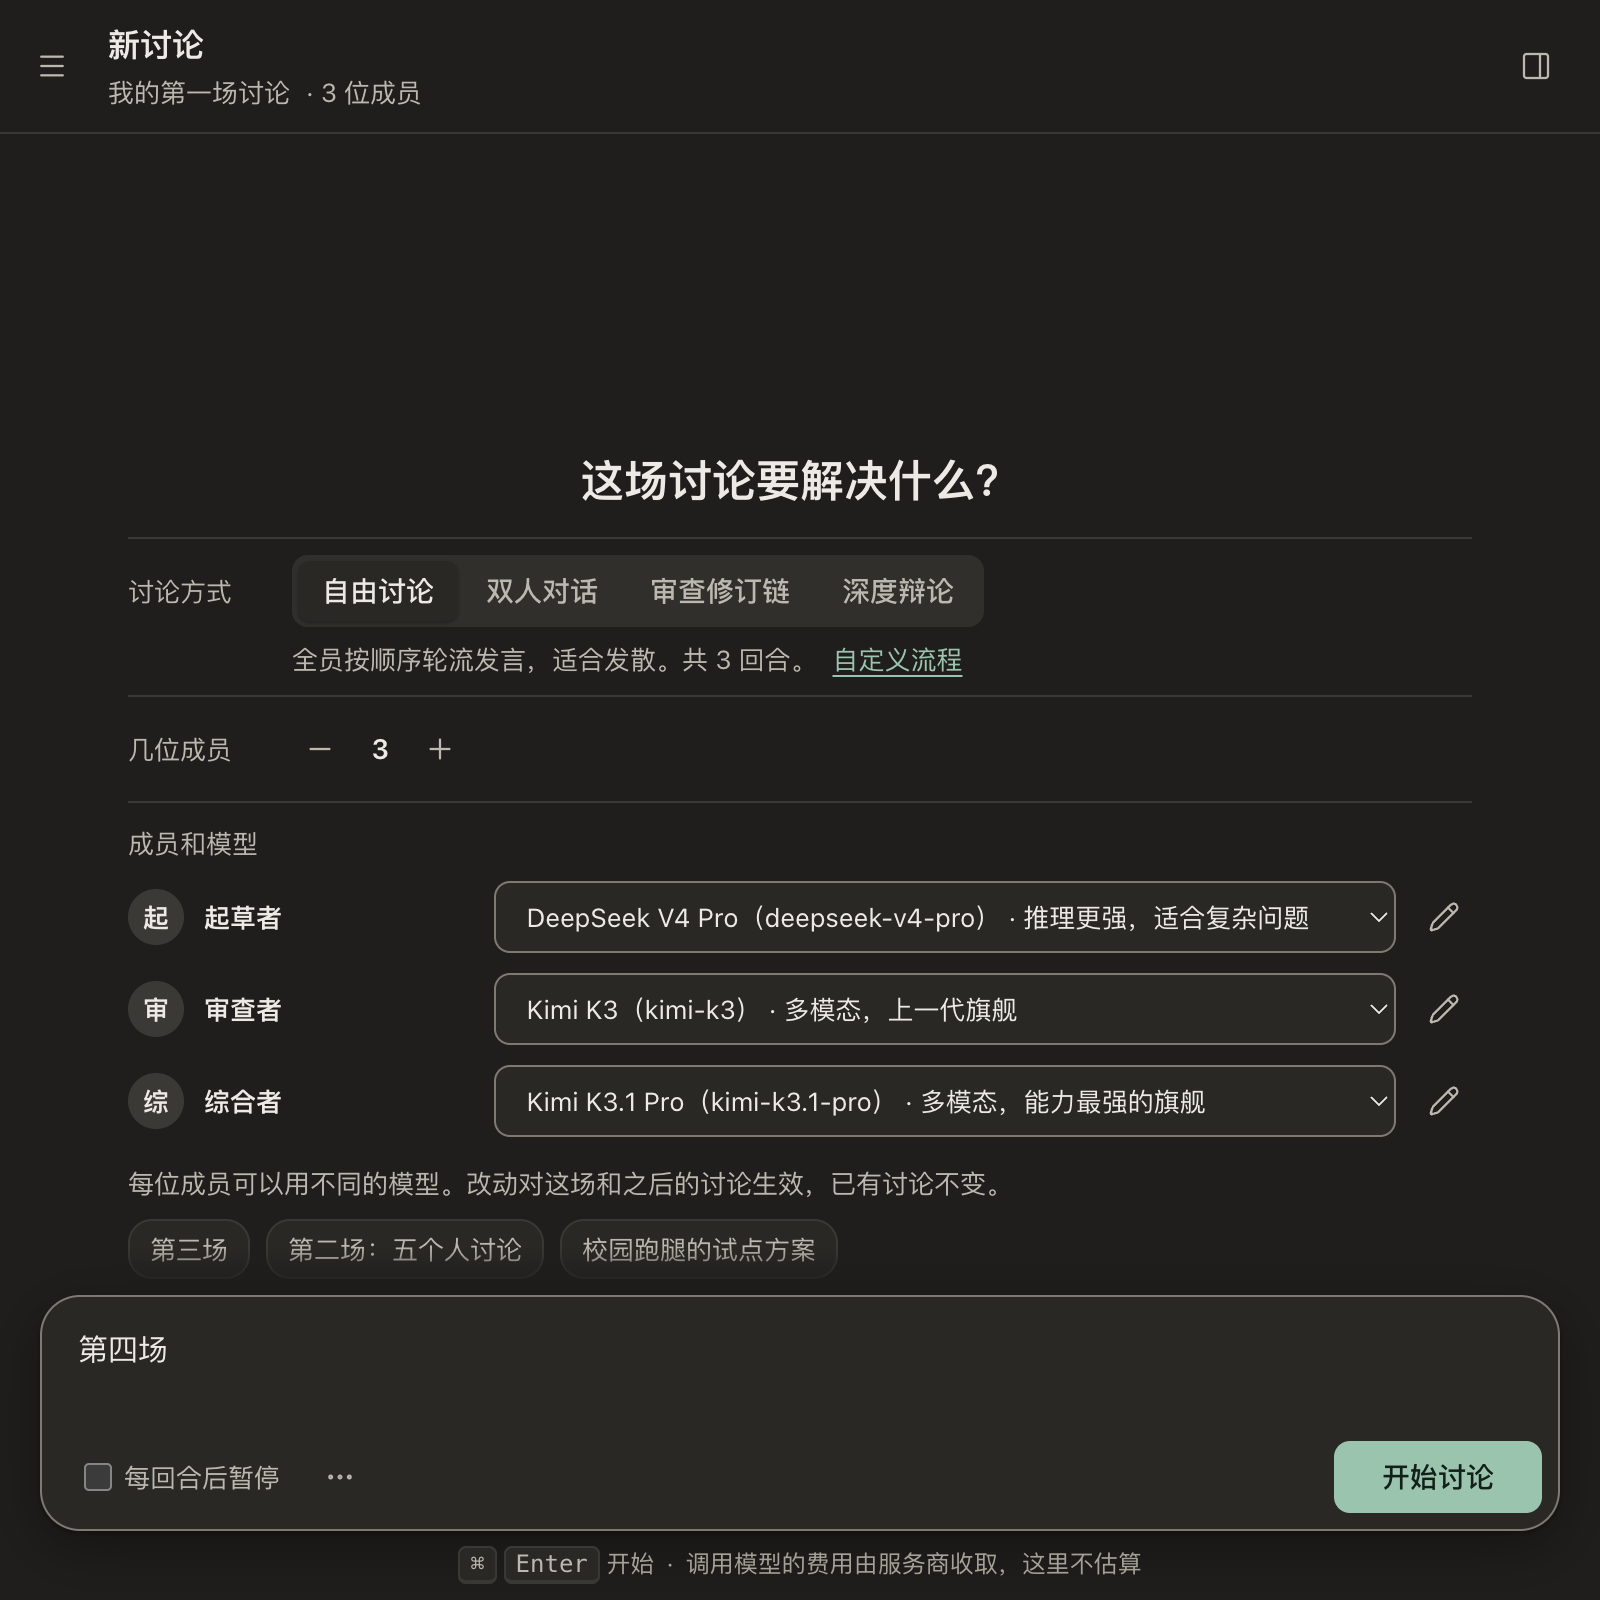 新讨论
我的第一场讨论 · 3 位成员
这场讨论要解决什么？
讨论方式
自由讨论 双人对话 审查修订链 深度辩论
全员按顺序轮流发言，适合发散。共 3 回合。 自定义流程
几位成员
3
成员和模型
起 起草者 DeepSeek V4 Pro（deepseek-v4-pro） · 推理更强，适合复杂问题
审 审查者 Kimi K3（kimi-k3） · 多模态，上一代旗舰
综 综合者 Kimi K3.1 Pro（kimi-k3.1-pro） · 多模态，能力最强的旗舰
每位成员可以用不同的模型。改动对这场和之后的讨论生效，已有讨论不变。
第三场 第二场：五个人讨论 校园跑腿的试点方案
第四场
每回合后暂停 ···
开始讨论
⌘ Enter 开始 · 调用模型的费用由服务商收取，这里不估算